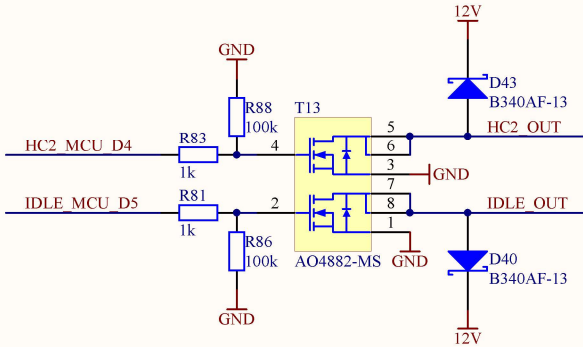 12V
GND
D43
B340AF-13
R88
100k
T13
HC2_MCU_D4
R83
1k
4
5
6
3
HC2_OUT
GND
IDLE_MCU_D5
R81
1k
2
7
8
1
IDLE_OUT
R86
100k
AO4882-MS
GND
D40
B340AF-13
GND
12V